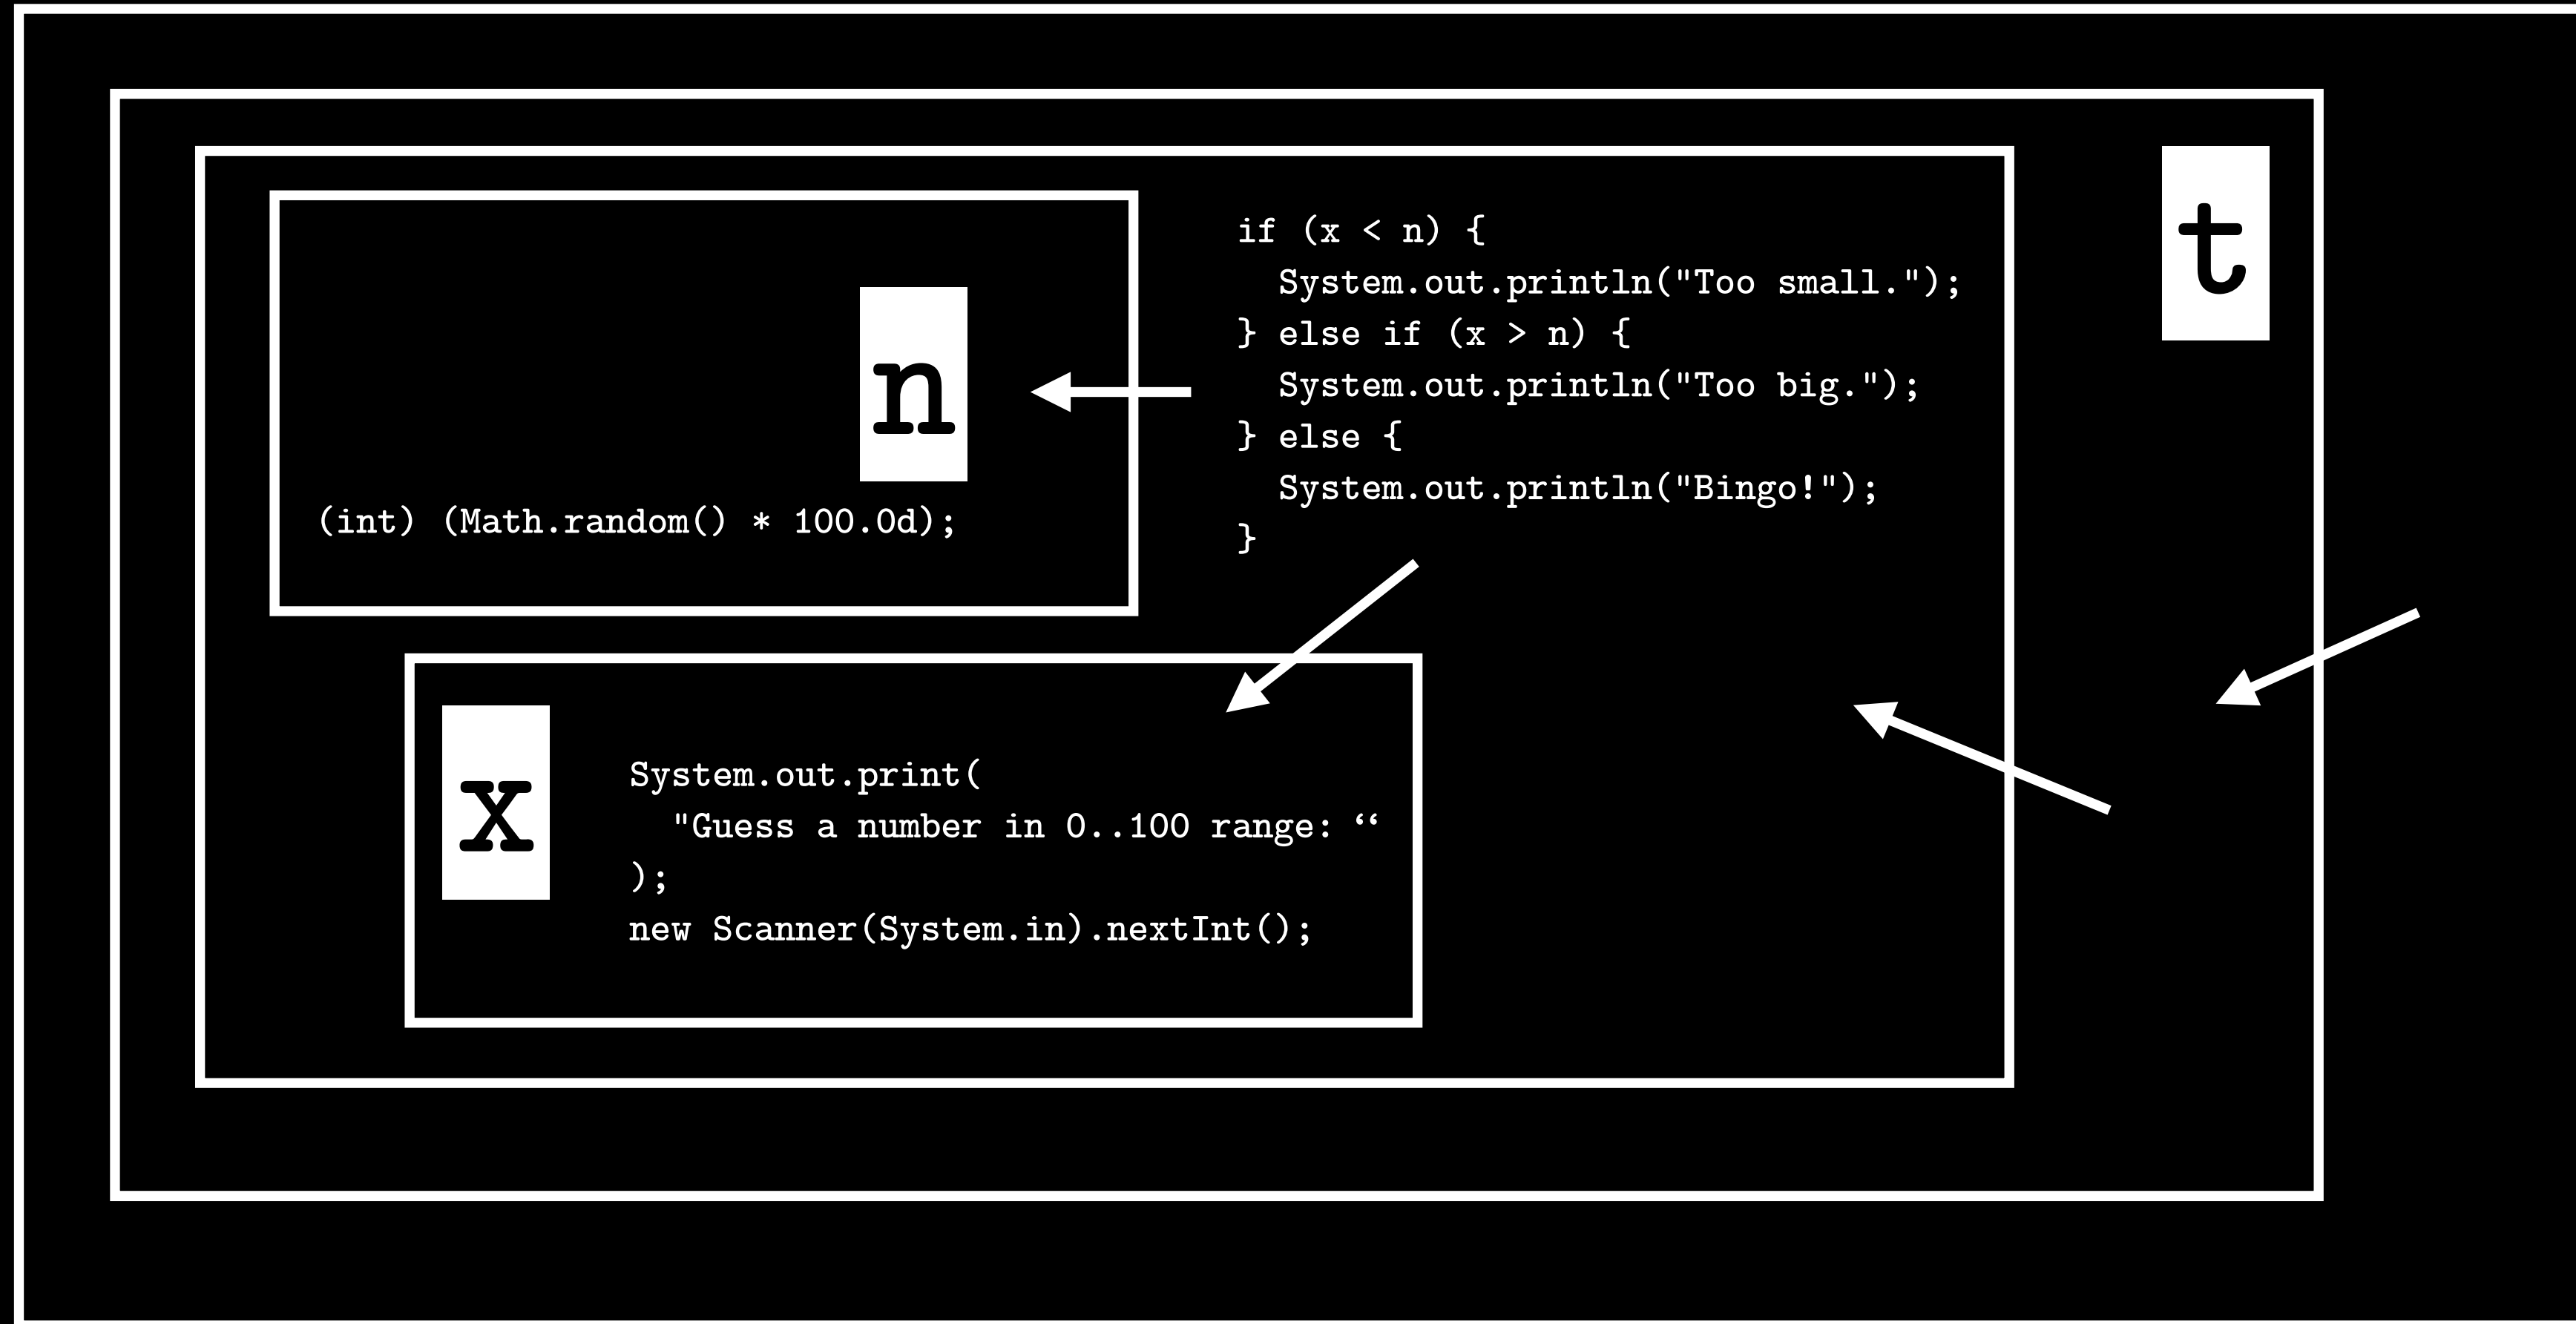 n
(int) (Math.random() * 100.0d);
if (x < n) {
  System.out.println("Too small.");
} else if (x > n) {
  System.out.println("Too big.");
} else {
  System.out.println("Bingo!");
}
t
x
System.out.print(
  "Guess a number in 0..100 range: “
);
new Scanner(System.in).nextInt();